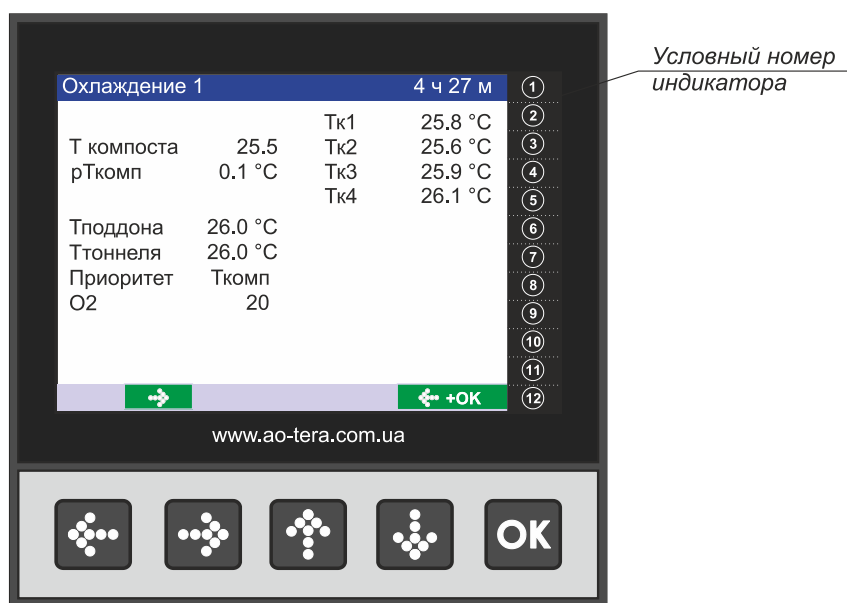 Условный номер
индикатора
Охлаждение 1 4 ч 27 м 1
Тк1 25.8 °C 2
Т компоста 25.5 Тк2 25.6 °C 3
рТкомп 0.1 °C Тк3 25.9 °C 4
Тк4 26.1 °C 5
Тподдона 26.0 °C 6
Ттоннеля 26.0 °C 7
Приоритет Ткомп 8
О2 20 9
10
11
+OK 12
www.ao-tera.com.ua
OK